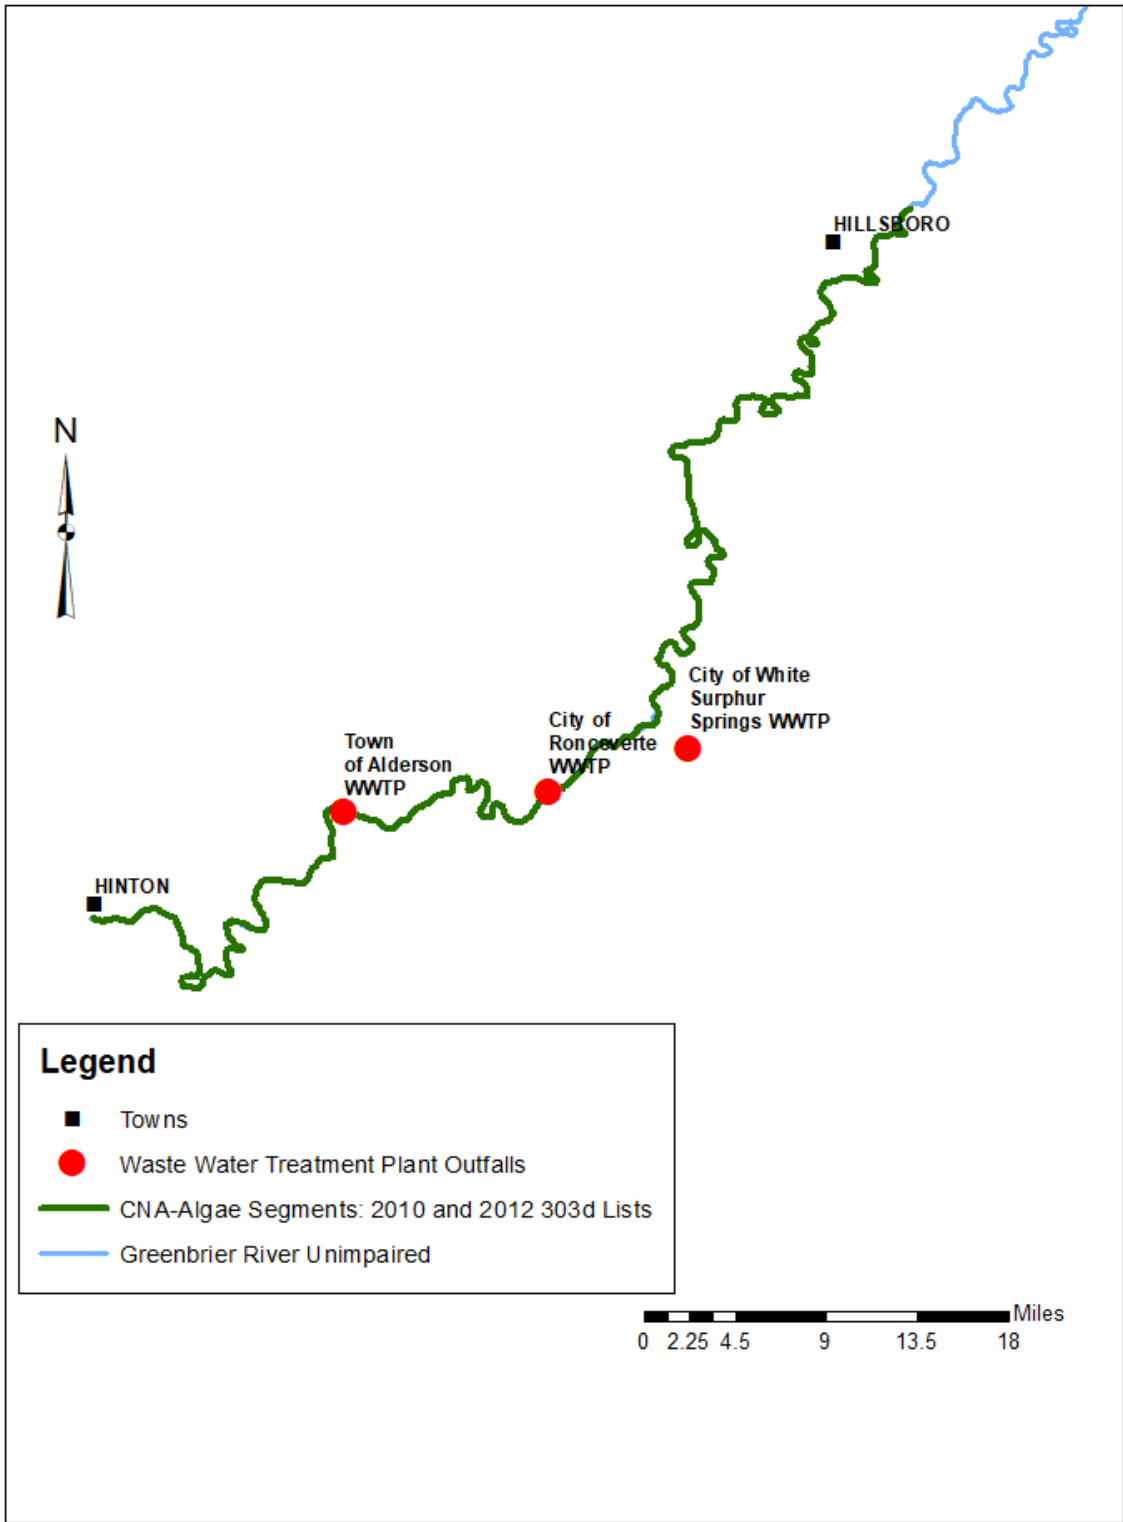 HILLSBORO
N
City of White
Surphur
Springs WWTP
City of
Ronceverte
WWTP
Town
of Alderson
WWTP
HINTON
Legend
Towns
Waste Water Treatment Plant Outfalls
CNA-Algae Segments: 2010 and 2012 303d Lists
Greenbrier River Unimpaired
Miles
0 2.25 4.5 9 13.5 18